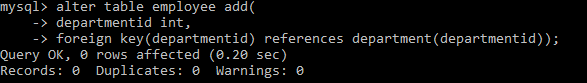 mysql> alter table employee add(
    -> departmentid int,
    -> foreign key(departmentid) references department(departmentid));
Query OK, 0 rows affected (0.20 sec)
Records: 0  Duplicates: 0  Warnings: 0